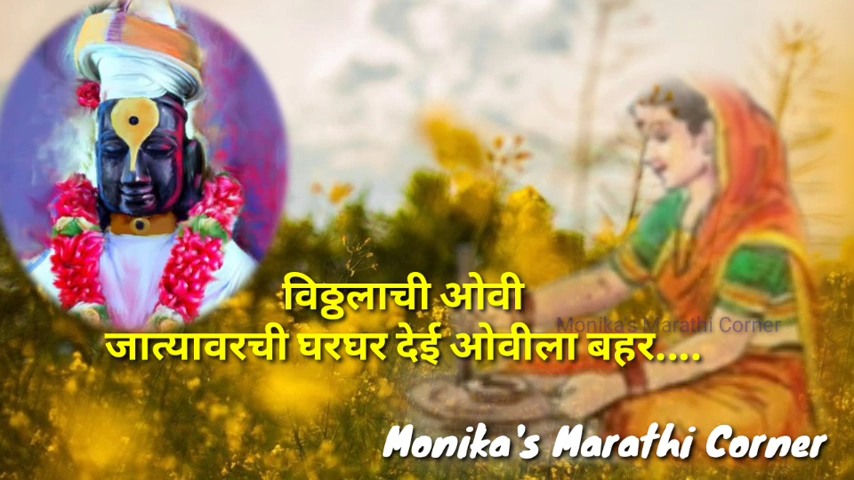 विठ्ठलाची ओवी
Monika's Marathi Corner
जात्यावरची घरघर देई ओवीला बहर....
Monika's Marathi Corner